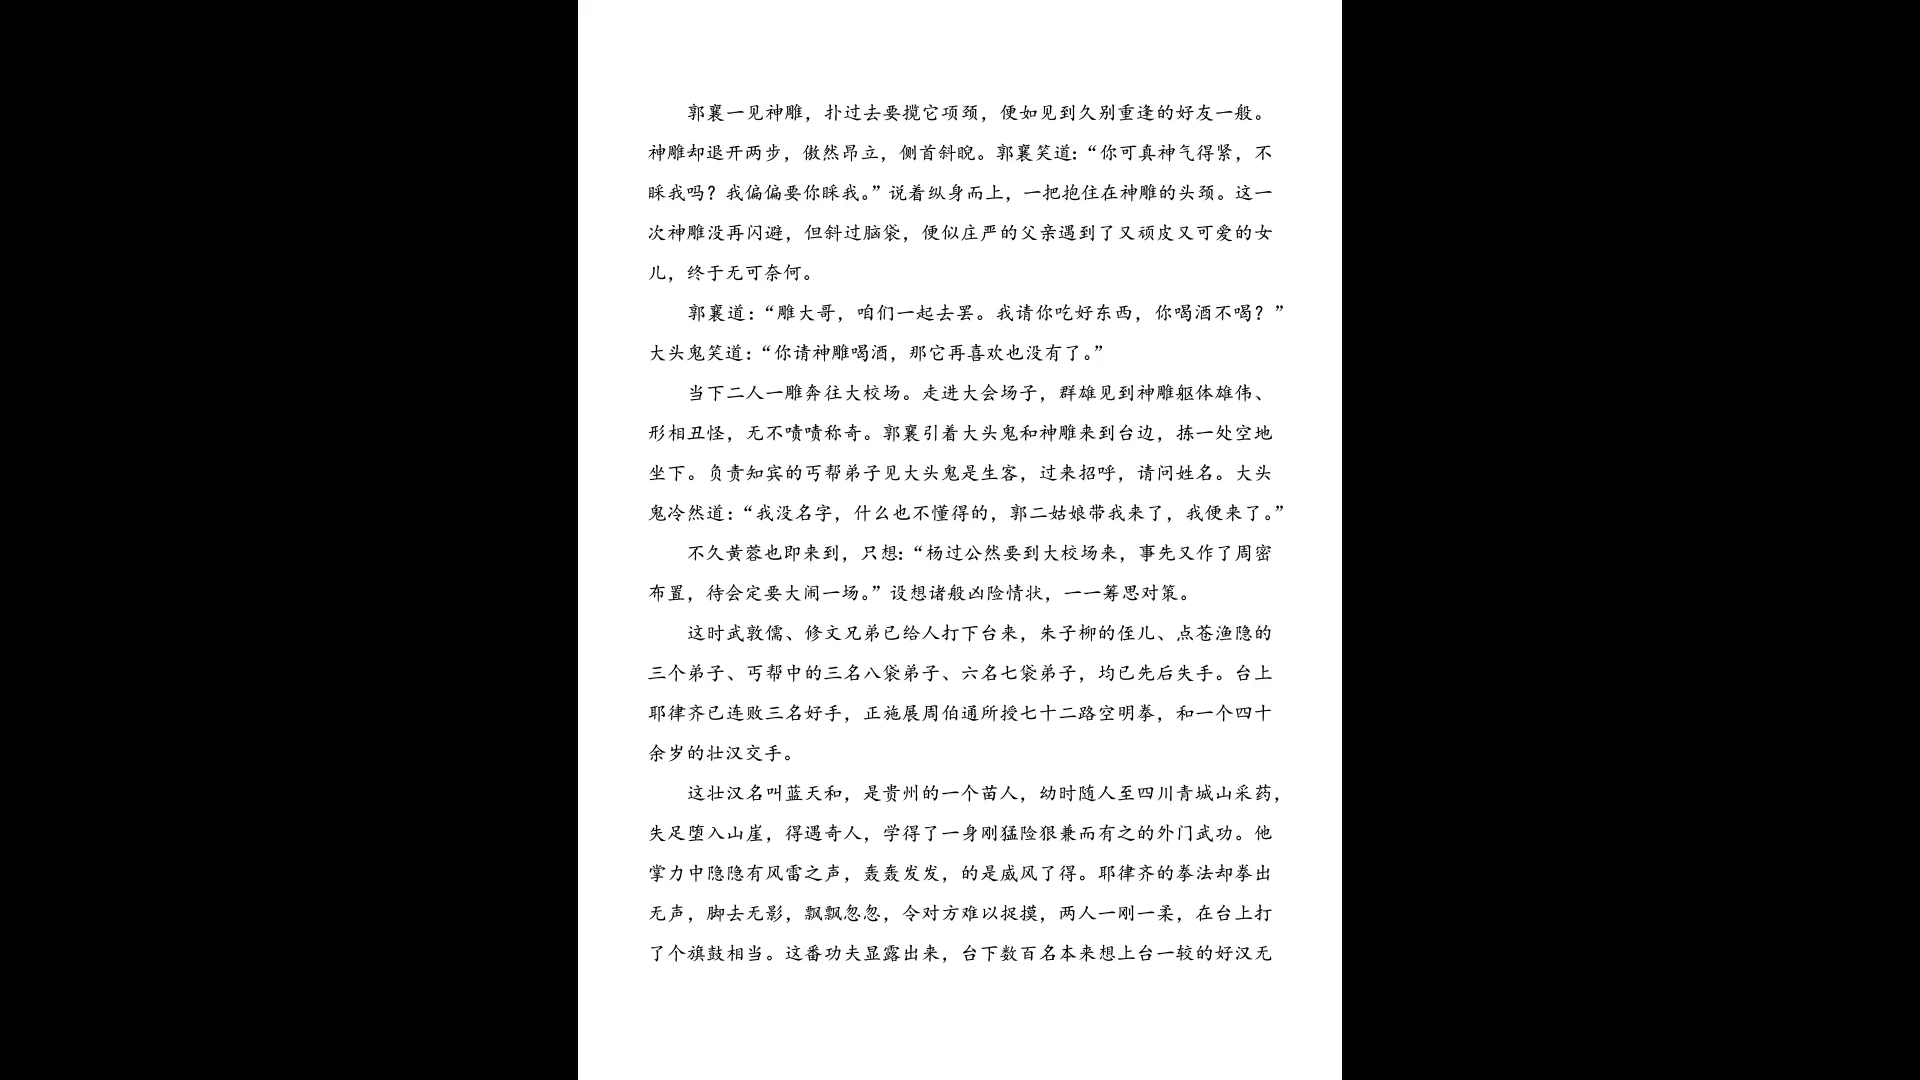 郭襄一见神雕，扑过去要揽它项颈，便如见到久别重逢的好友一般。
神雕却退开两步，傲然昂立，侧首斜睨。郭襄笑道：“你可真神气得紧，不
睬我吗？我偏偏要你睬我。”说着纵身而上，一把抱住在神雕的头颈。这一
次神雕没再闪避，但斜过脑袋，便似庄严的父亲遇到了又顽皮又可爱的女
儿，终于无可奈何。
郭襄道：“雕大哥，咱们一起去罢。我请你吃好东西，你喝酒不喝？”
大头鬼笑道：“你请神雕喝酒，那它再喜欢也没有了。”
当下二人一雕奔往大校场。走进大会场子，群雄见到神雕躯体雄伟、
形相丑怪，无不啧啧称奇。郭襄引着大头鬼和神雕来到台边，拣一处空地
坐下。负责知宾的丐帮弟子见大头鬼是生客，过来招呼，请问姓名。大头
鬼冷然道：“我没名字，什么也不懂得的，郭二姑娘带我来了，我便来了。”
不久黄蓉也即来到，只想：“杨过公然要到大校场来，事先又作了周密
布置，待会定要大闹一场。”设想诸般凶险情状，一一筹思对策。
这时武敦儒、修文兄弟已给人打下台来，朱子柳的侄儿、点苍渔隐的
三个弟子、丐帮中的三名八袋弟子、六名七袋弟子，均已先后失手。台上
耶律齐已连败三名好手，正施展周伯通所授七十二路空明拳，和一个四十
余岁的壮汉交手。
这壮汉名叫蓝天和，是贵州的一个苗人，幼时随人至四川青城山采药，
失足堕入山崖，得遇奇人，学得了一身刚猛险狠兼而有之的外门武功。他
掌力中隐隐有风雷之声，轰轰发发，的是威风了得。耶律齐的拳法却拳出
无声，脚去无影，飘飘忽忽，令对方难以捉摸，两人一刚一柔，在台上打
了个旗鼓相当。这番功夫显露出来，台下数百名本来想上台一较的好汉无